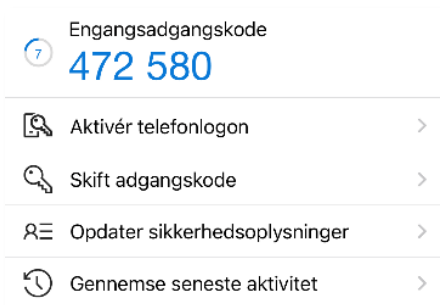 Engangsadgangskode
7
472 580
Aktivér telefonlogon
Skift adgangskode
Opdater sikkerhedsoplysninger
Gennemse seneste aktivitet